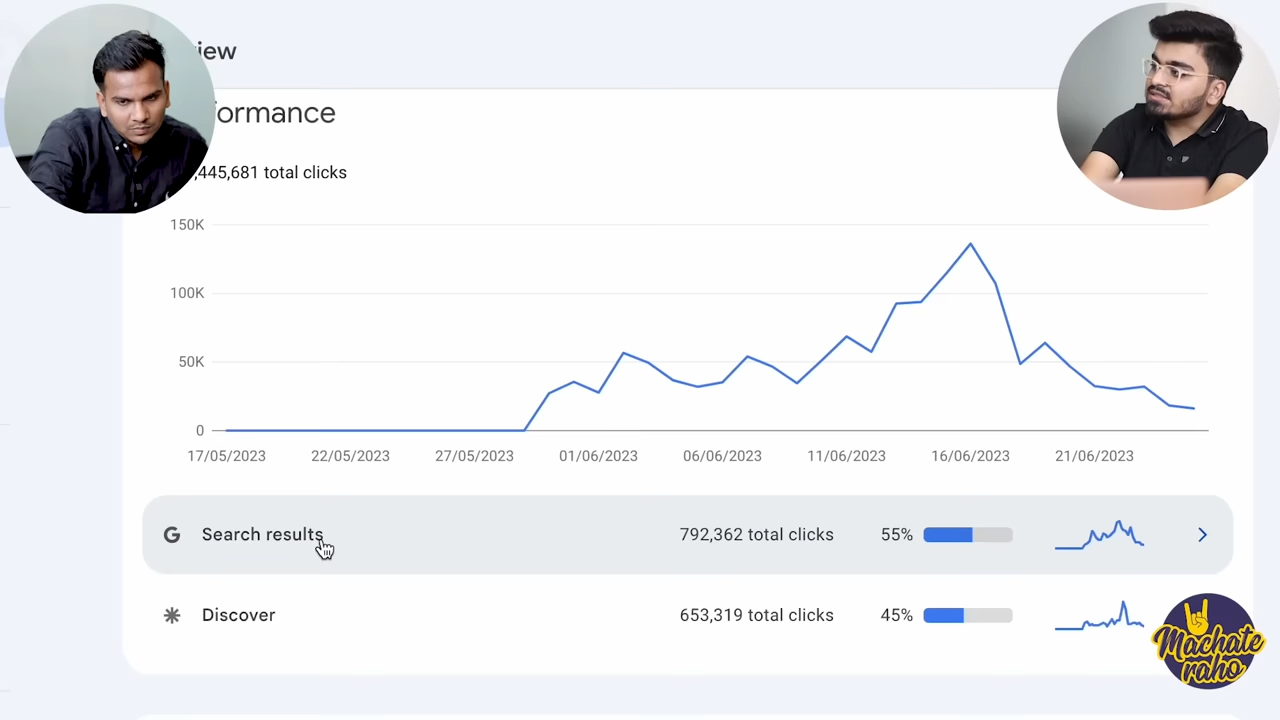 iew
formance
,445,681 total clicks
150K
100K
50K
0
17/05/2023 22/05/2023 27/05/2023 01/06/2023 06/06/2023 11/06/2023 16/06/2023 21/06/2023
Search results 792,362 total clicks 55%
Discover 653,319 total clicks 45%
Machate
raho